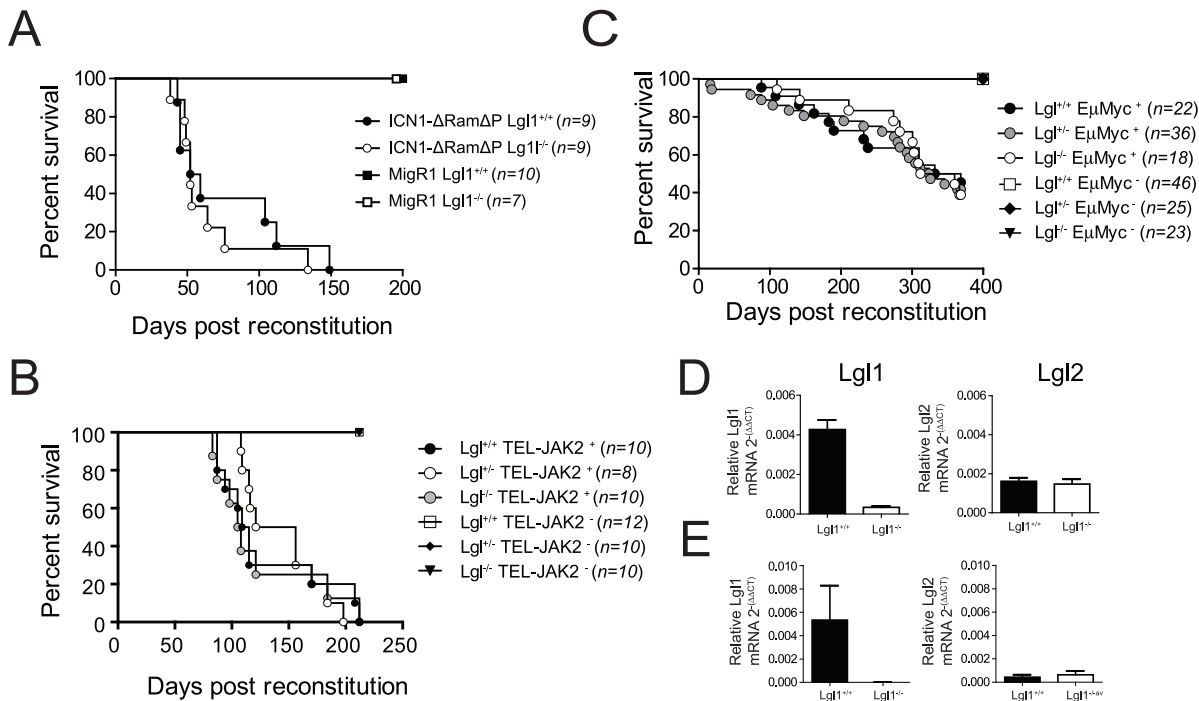 A
Percent survival
100
80
60
40
20
0
0 50 100 150 200
Days post reconstitution
ICN1-ΔRamΔP Lgl1+/+ (n=9)
ICN1-ΔRamΔP Lg1l-/- (n=9)
MigR1 Lgl1+/+ (n=10)
MigR1 Lgl1-/- (n=7)
B
Percent survival
100
80
60
40
20
0
0 50 100 150 200 250
Days post reconstitution
Lgl+/+ TEL-JAK2 + (n=10)
Lgl+/- TEL-JAK2 + (n=8)
Lgl-/- TEL-JAK2 + (n=10)
Lgl+/+ TEL-JAK2 - (n=12)
Lgl+/- TEL-JAK2 - (n=10)
Lgl-/- TEL-JAK2 - (n=10)
C
Percent survival
100
80
60
40
20
0
0 100 200 300 400
Days post reconstitution
Lgl+/+ EμMyc + (n=22)
Lgl+/- EμMyc + (n=36)
Lgl-/- EμMyc + (n=18)
Lgl+/+ EμMyc - (n=46)
Lgl+/- EμMyc - (n=25)
Lgl-/- EμMyc - (n=23)
D
Lgl1
Relative Lgl1
mRNA 2-(ΔΔCT)
0.006
0.004
0.002
0.000
Lgl1+/+ Lgl1-/-
Lgl2
Relative Lgl2
mRNA 2-(ΔΔCT)
0.006
0.004
0.002
0.000
Lgl1+/+ Lgl1-/-
E
Relative Lgl1
mRNA 2-(ΔΔCT)
0.010
0.008
0.006
0.004
0.002
0.000
Lgl1+/+ Lgl1-/-
Relative Lgl2
mRNA 2-(ΔΔCT)
0.010
0.008
0.006
0.004
0.002
0.000
Lgl1+/+ Lgl1-/-av